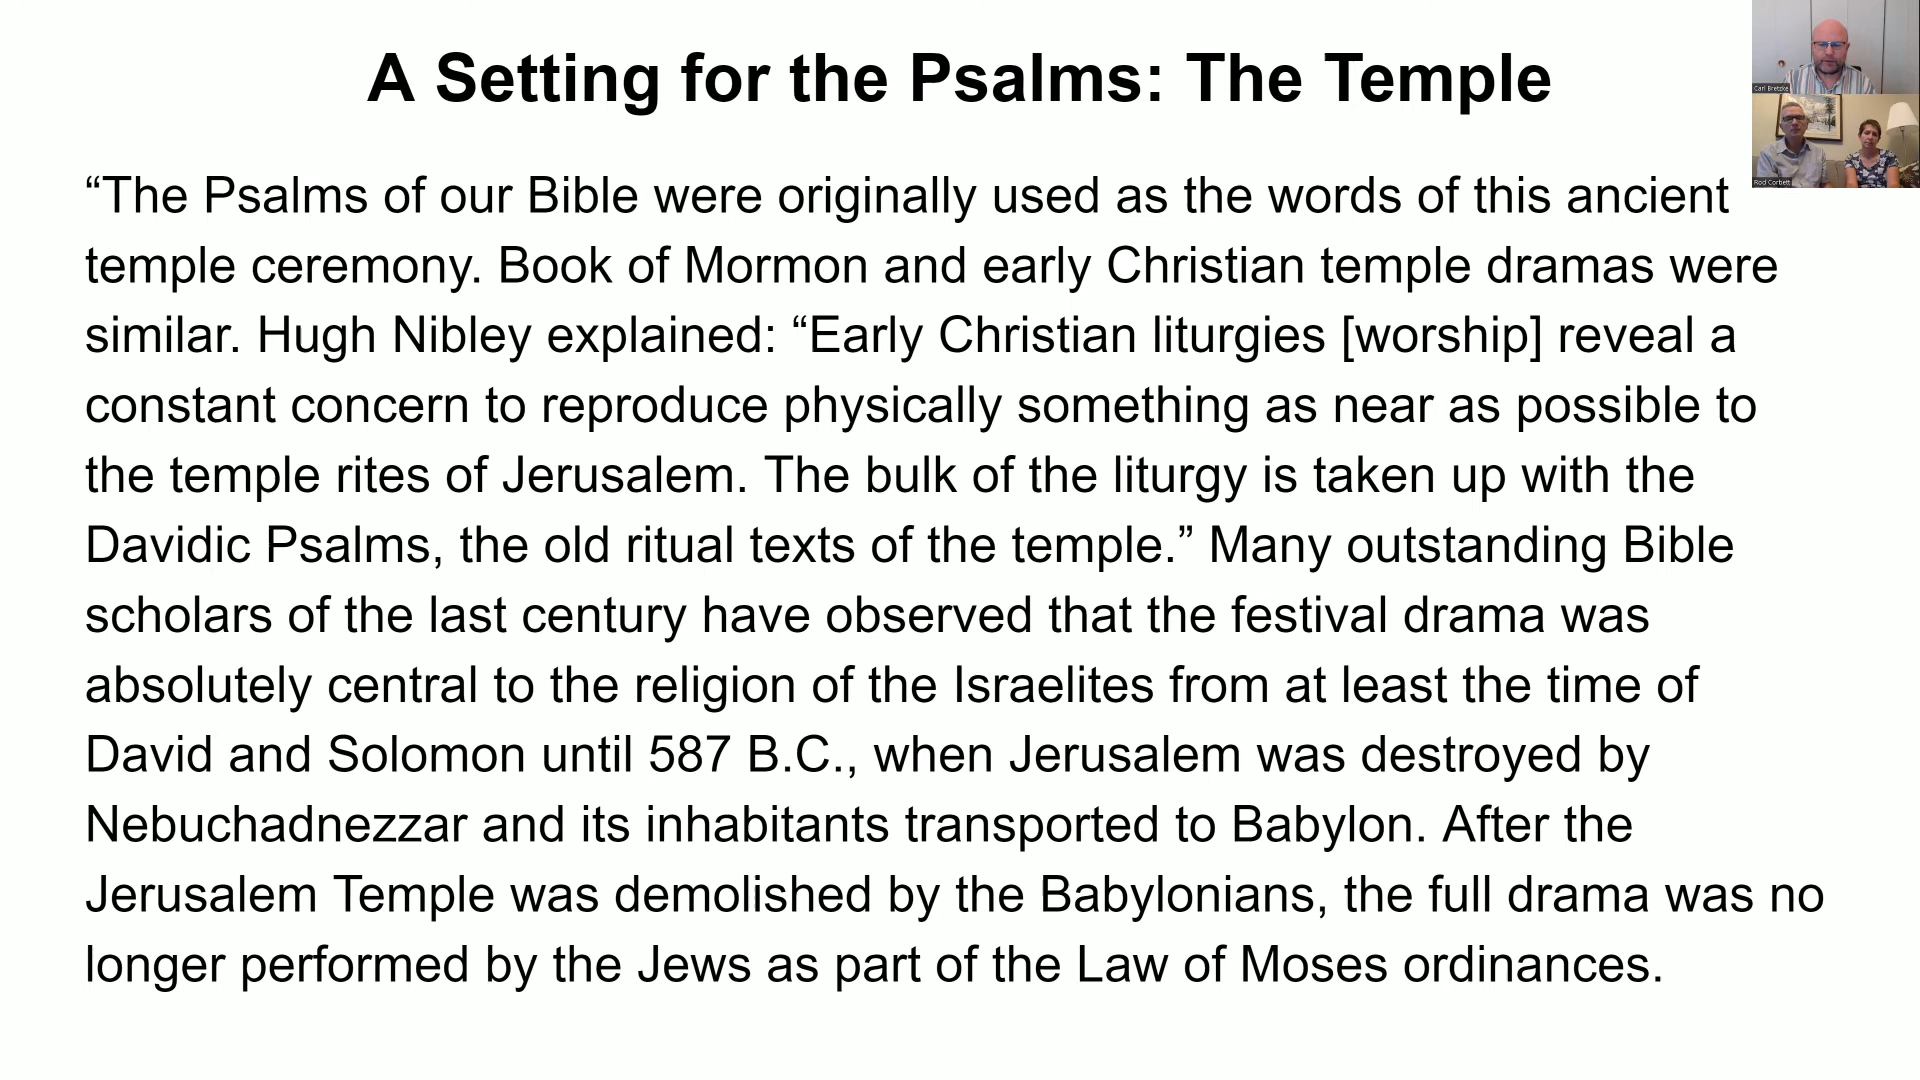 A Setting for the Psalms: The Temple
Carl Bretzke
Rod Corbett
“The Psalms of our Bible were originally used as the words of this ancient
temple ceremony. Book of Mormon and early Christian temple dramas were
similar. Hugh Nibley explained: “Early Christian liturgies [worship] reveal a
constant concern to reproduce physically something as near as possible to
the temple rites of Jerusalem. The bulk of the liturgy is taken up with the
Davidic Psalms, the old ritual texts of the temple.” Many outstanding Bible
scholars of the last century have observed that the festival drama was
absolutely central to the religion of the Israelites from at least the time of
David and Solomon until 587 B.C., when Jerusalem was destroyed by
Nebuchadnezzar and its inhabitants transported to Babylon. After the
Jerusalem Temple was demolished by the Babylonians, the full drama was no
longer performed by the Jews as part of the Law of Moses ordinances.